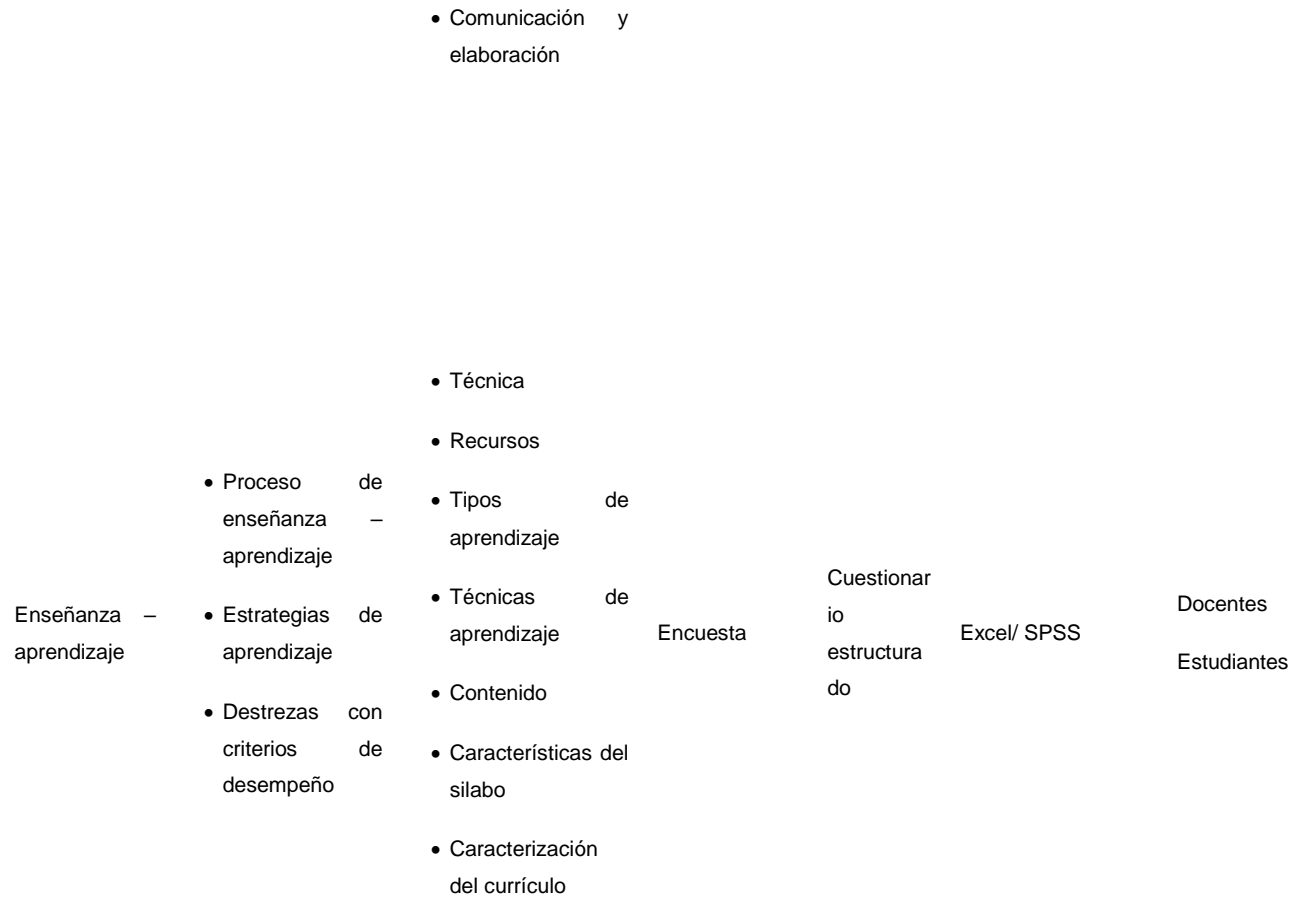 • Comunicación y
elaboración
Enseñanza –
aprendizaje
• Proceso de
enseñanza –
aprendizaje
• Estrategias de
aprendizaje
• Destrezas con
criterios de
desempeño
• Técnica
• Recursos
• Tipos de
aprendizaje
• Técnicas de
aprendizaje
• Contenido
• Características del
silabo
• Caracterización
del currículo
Encuesta
Cuestionar
io
estructura
do
Excel/ SPSS
Docentes
Estudiantes